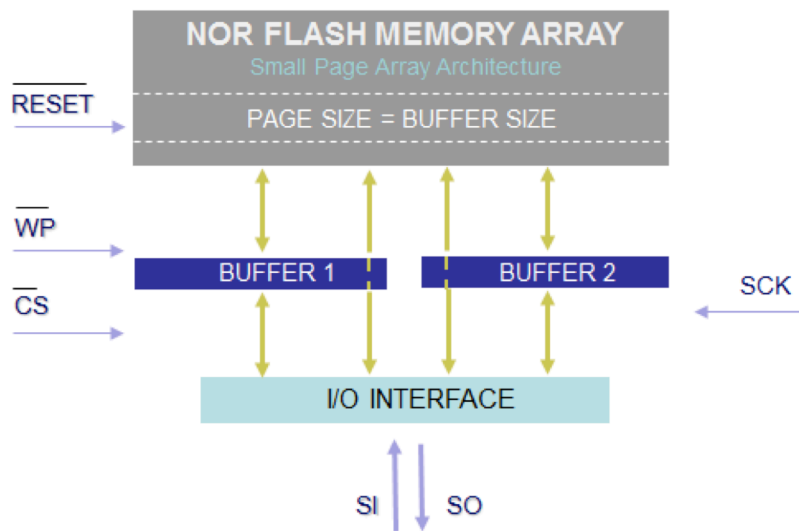 NOR FLASH MEMORY ARRAY
Small Page Array Architecture
RESET
PAGE SIZE = BUFFER SIZE
WP
BUFFER 1
BUFFER 2
CS
SCK
I/O INTERFACE
SI
SO